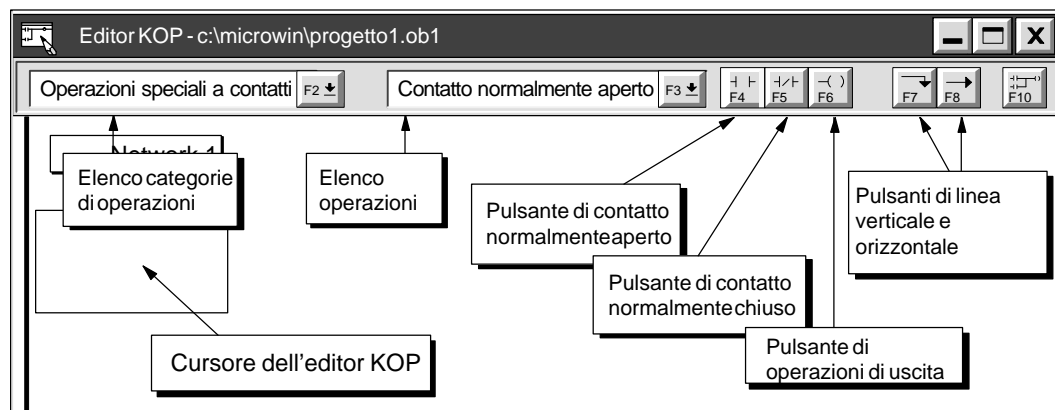 Editor KOP - c:\microwin\progetto1.ob1
Operazioni speciali a contatti F2 Contatto normalmente aperto F3 F4 F5 F6 F7 F8 F10
Network 1
Elenco categorie
di operazioni
Elenco
operazioni
Pulsante di contatto
normalmente aperto
Pulsanti di linea
verticale e
orizzontale
Pulsante di contatto
normalmente chiuso
Cursore dell'editor KOP
Pulsante di
operazioni di uscita